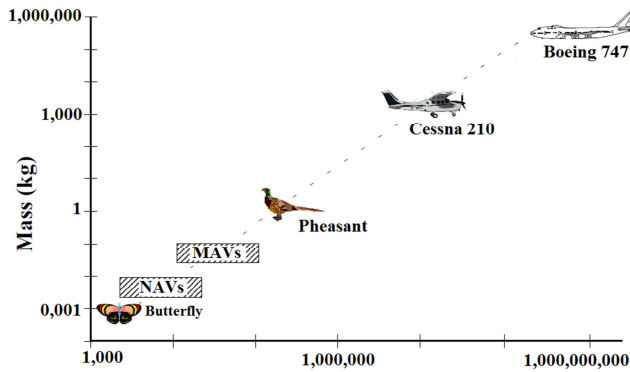 1,000,000
Boeing 747
1,000
Cessna 210
Mass (kg)
1
Pheasant
MAVs
NAVs
0,001
Butterfly
1,000
1,000,000
1,000,000,000